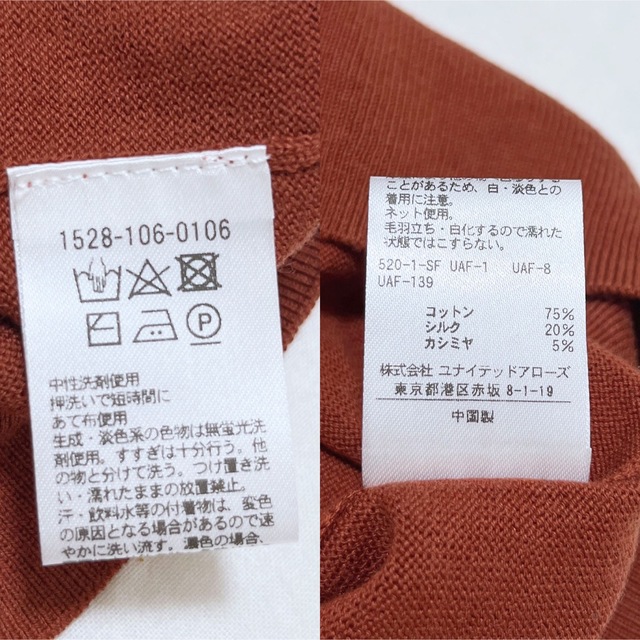 1528-106-0106
P
中性洗剤使用
押洗いで短時間に
あて布使用
生成・淡色系の色物は無蛍光洗
剤使用。すすぎは十分行う。他
の物と分けて洗う。つけ置き洗
い・濡れたままの放置禁止。
汗・飲料水等の付着物は、変色
の原因となる場合があるので速
やかに洗い流す。濃色の場合、
ことがあるため、白・淡色との
着用に注意。
ネット使用。
毛羽立ち・白化するので濡れた
状態ではこすらない。
520-1-SF UAF-1 UAF-8
UAF-139
コットン 75%
シルク 20%
カシミヤ 5%
株式会社 ユナイテッドアローズ
東京都港区赤坂 8-1-19
中国製